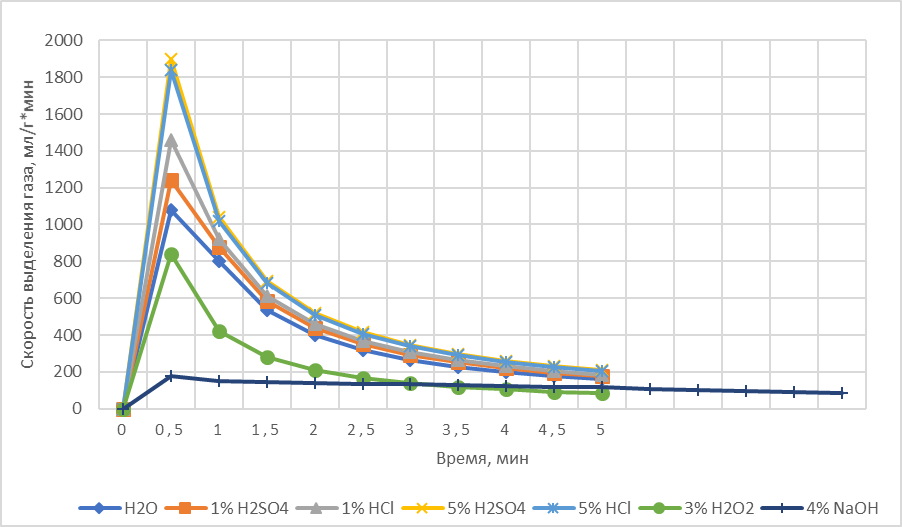 Скорость выделения газа, мл/г*мин
2000
1800
1600
1400
1200
1000
800
600
400
200
0
0 0,5 1 1,5 2 2,5 3 3,5 4 4,5 5
Время, мин
H2O 1% H2SO4 1% HCl 5% H2SO4 5% HCl 3% H2O2 4% NaOH